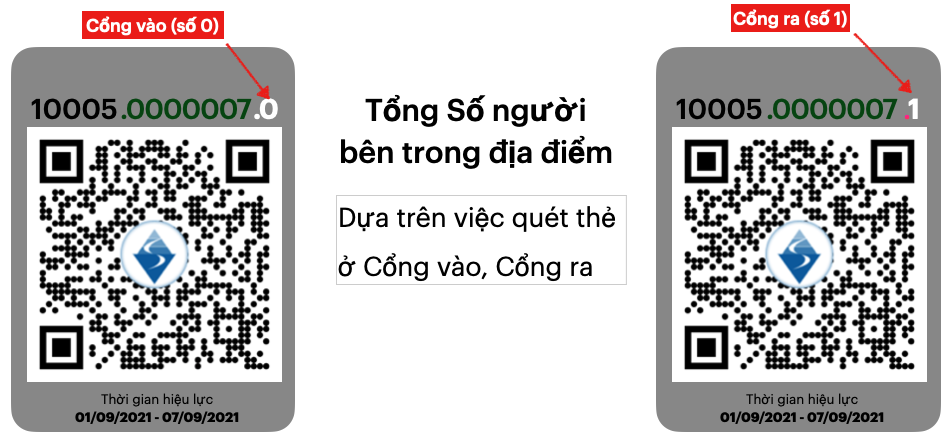 Cổng vào (số 0)
10005.0000007.0
Thời gian hiệu lực
01/09/2021 - 07/09/2021
Tổng Số người
bên trong địa điểm
Dựa trên việc quét thẻ
ở Cổng vào, Cổng ra
Cổng ra (số 1)
10005.0000007.1
Thời gian hiệu lực
01/09/2021 - 07/09/2021